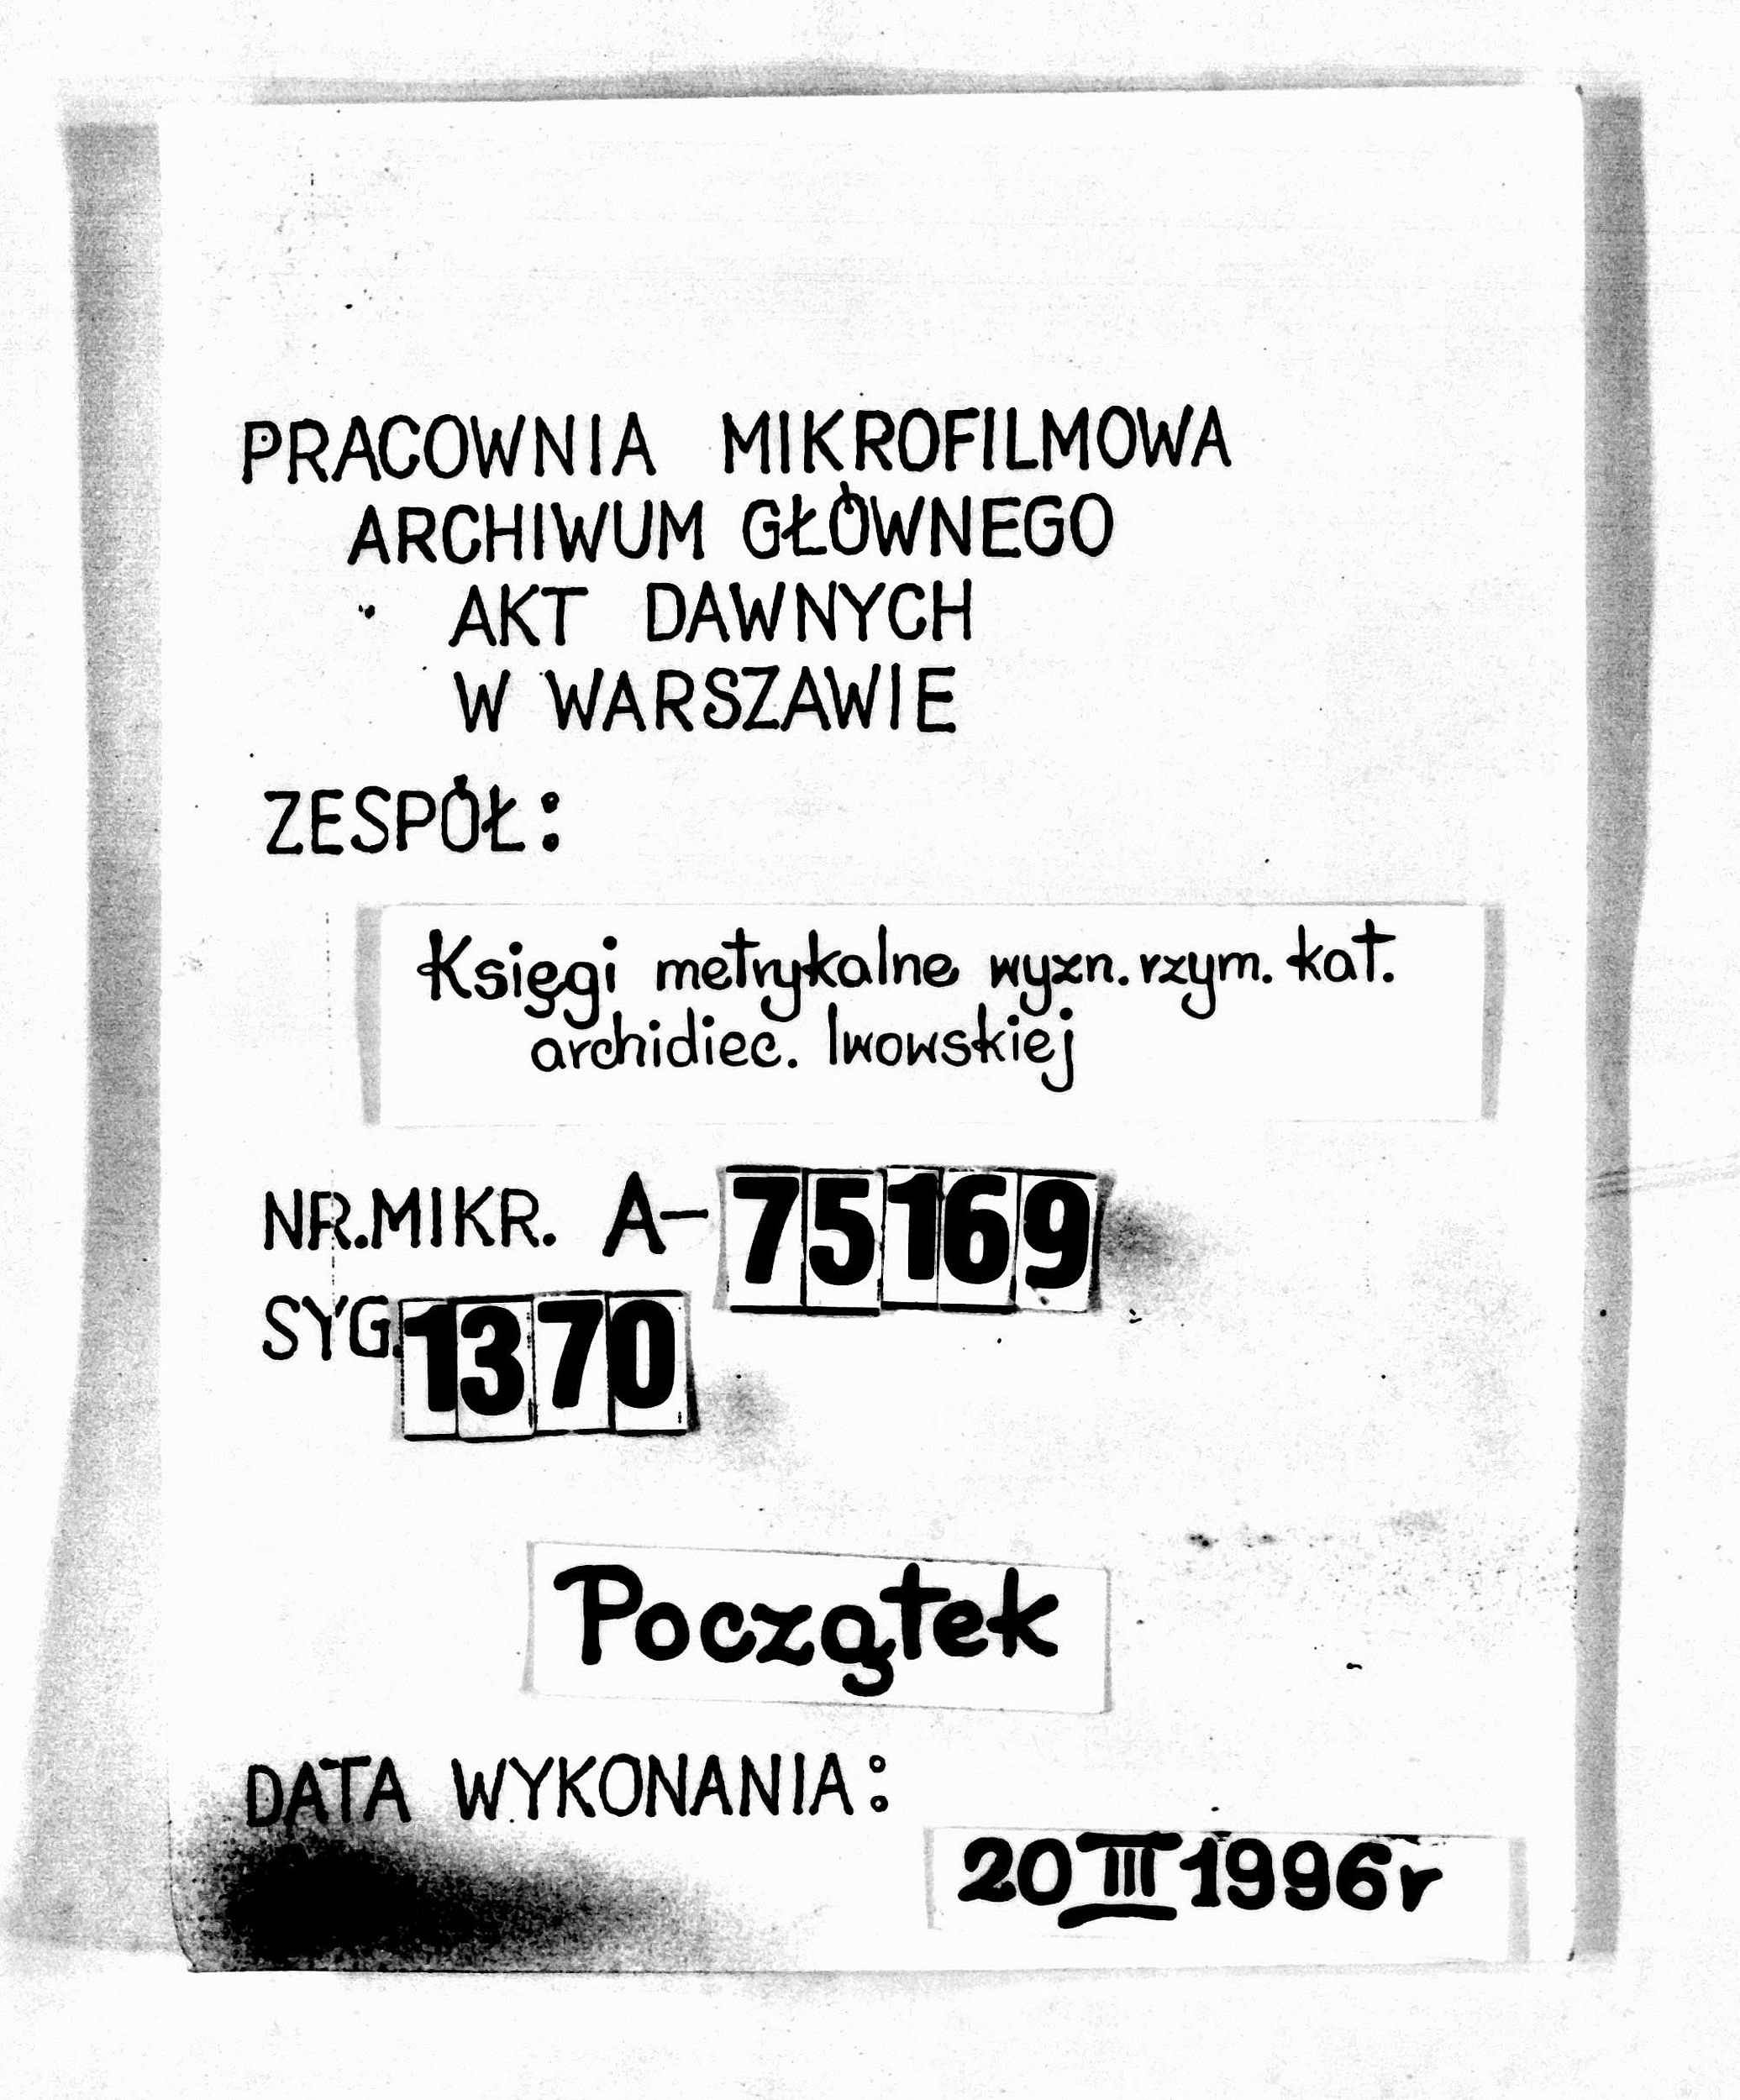 PRACOWNIA MIKROFILMOWA
ARCHIWUM GŁÓWNEGO
AKT DAWNYCH
W WARSZAWIE
ZESPÓŁ:
Księgi metrykalne wyzn. rzym. kat.
archidiec. lwowskiej
NR. MIKR. A-75169
SYG. 1370
Początek
DATA WYKONANIA:
20 III 1996r